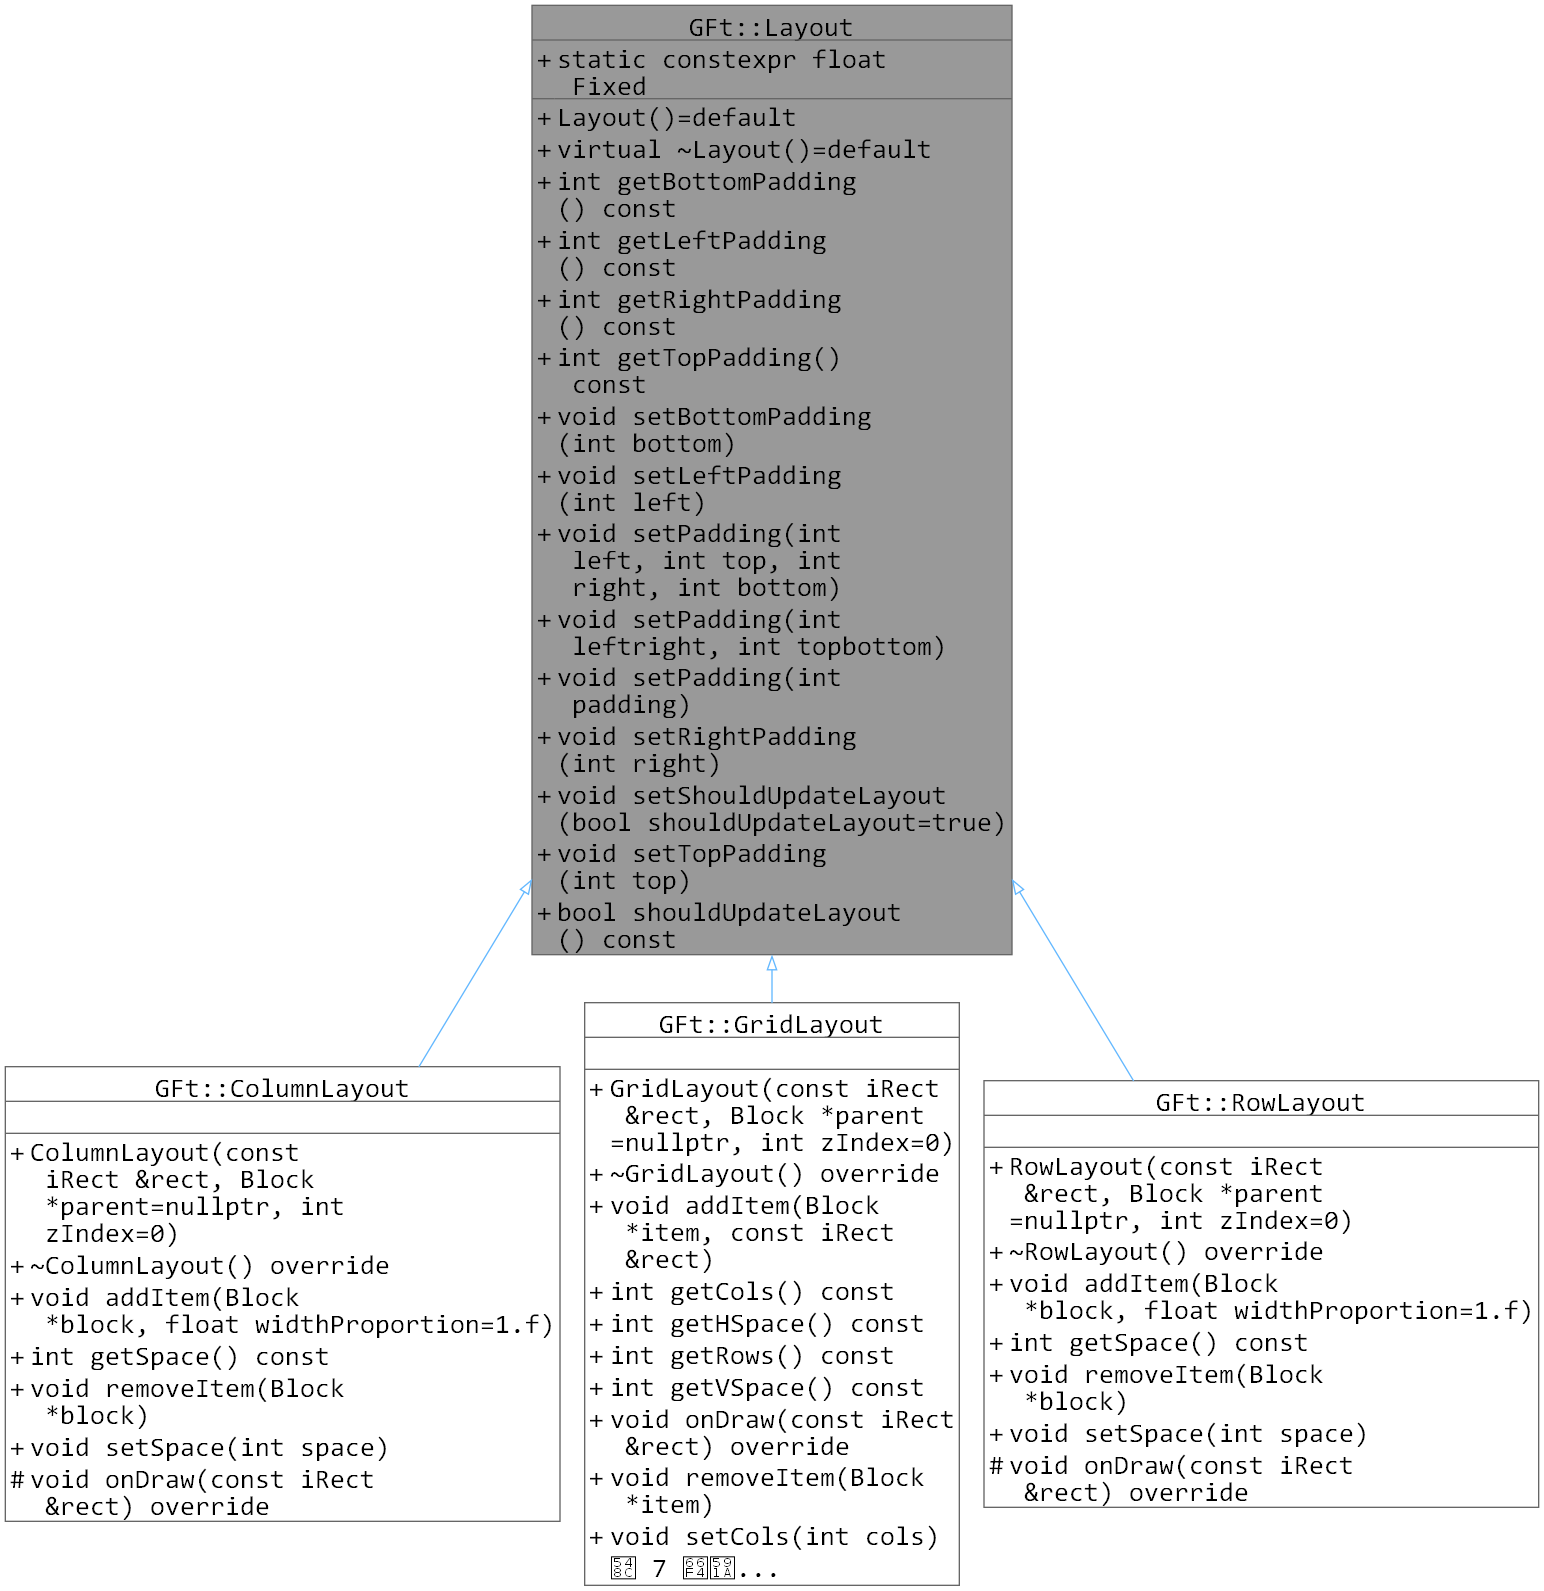 GFt::Layout
+ static constexpr float
Fixed
+ Layout()=default
+ virtual ~Layout()=default
+ int getBottomPadding
() const
+ int getLeftPadding
() const
+ int getRightPadding
() const
+ int getTopPadding()
const
+ void setBottomPadding
(int bottom)
+ void setLeftPadding
(int left)
+ void setPadding(int
left, int top, int
right, int bottom)
+ void setPadding(int
leftright, int topbottom)
+ void setPadding(int
padding)
+ void setRightPadding
(int right)
+ void setShouldUpdateLayout
(bool shouldUpdateLayout=true)
+ void setTopPadding
(int top)
+ bool shouldUpdateLayout
() const
GFt::ColumnLayout
+ ColumnLayout(const
iRect &rect, Block
*parent=nullptr, int
zIndex=0)
+ ~ColumnLayout() override
+ void addItem(Block
*block, float widthProportion=1.f)
+ int getSpace() const
+ void removeItem(Block
*block)
+ void setSpace(int space)
# void onDraw(const iRect
&rect) override
GFt::GridLayout
+ GridLayout(const iRect
&rect, Block *parent
=nullptr, int zIndex=0)
+ ~GridLayout() override
+ void addItem(Block
*item, const iRect
&rect)
+ int getCols() const
+ int getHSpace() const
+ int getRows() const
+ int getVSpace() const
+ void onDraw(const iRect
&rect) override
+ void removeItem(Block
*item)
+ void setCols(int cols)
7 ...
GFt::RowLayout
+ RowLayout(const iRect
&rect, Block *parent
=nullptr, int zIndex=0)
+ ~RowLayout() override
+ void addItem(Block
*block, float widthProportion=1.f)
+ int getSpace() const
+ void removeItem(Block
*block)
+ void setSpace(int space)
# void onDraw(const iRect
&rect) override